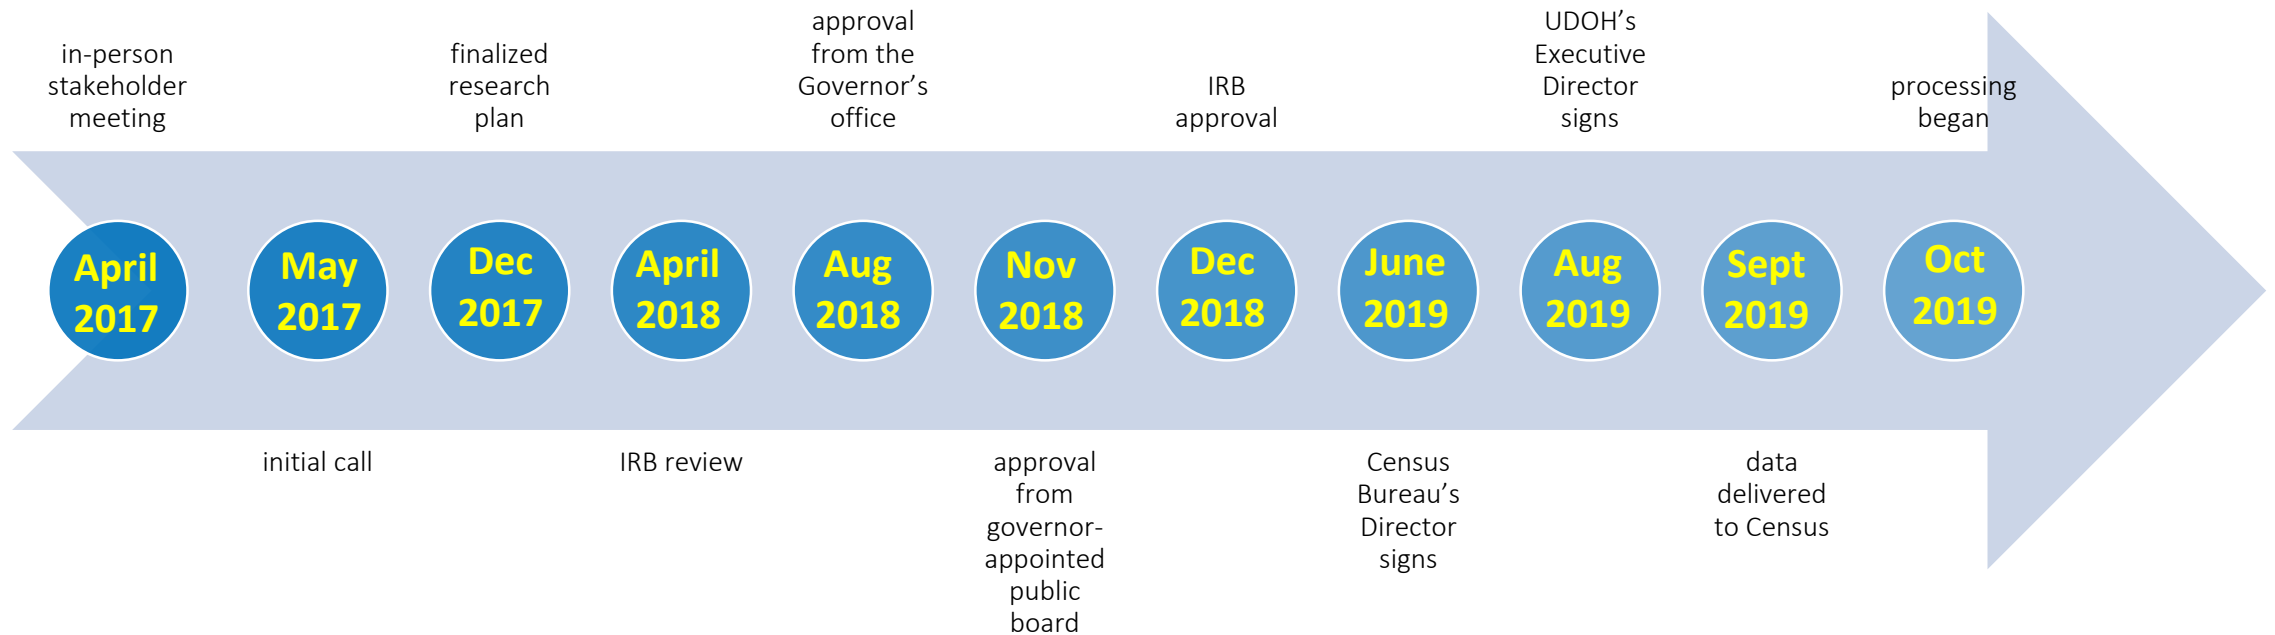 in-person
stakeholder
meeting
April
2017
May
2017
initial call
finalized
research
plan
Dec
2017
April
2018
IRB review
approval
from the
Governor’s
office
Aug
2018
Nov
2018
approval
from
governor-
appointed
public
board
IRB
approval
Dec
2018
June
2019
Census
Bureau’s
Director
signs
UDOH’s
Executive
Director
signs
Aug
2019
Sept
2019
data
delivered
to Census
processing
began
Oct
2019